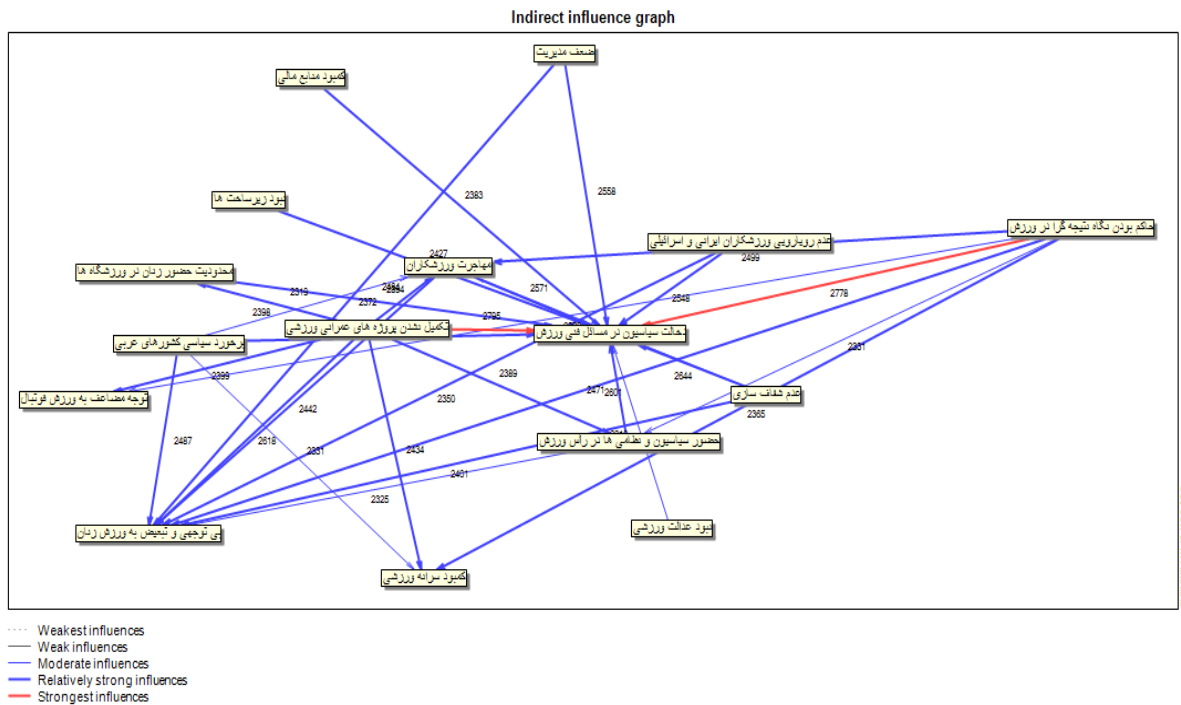 Indirect influence graph
ضعف مدیریت
کمبود منابع مالی
2383
2558
نبود زیرساخت ها
حاکم بودن نگاه نتیجه گرا در ورزش
عدم رویارویی ورزشکاران ایرانی و اسرائیلی
2427
2499
مهاجرت ورزشکاران
محدودیت حضور زنان در ورزشگاه ها
2319
2571
2778
2372
2548
2398
2795
تکمیل نشدن پروژه های عمرانی ورزشی
دخالت سیاسیون در مسائل فنی ورزش
برخورد سیاسی کشورهای عربی
2331
2399
2389
2644
2471
2601
توجه مضاعف به ورزش فوتبال
2350
عدم شفاف سازی
2442
2365
2487
2618
2331
2434
حضور سیاسیون و نظامی ها در رأس ورزش
2401
2325
بی توجهی و تبعیض به ورزش زنان
نبود عدالت ورزشی
کمبود سرانه ورزشی
Weakest influences
Weak influences
Moderate influences
Relatively strong influences
Strongest influences